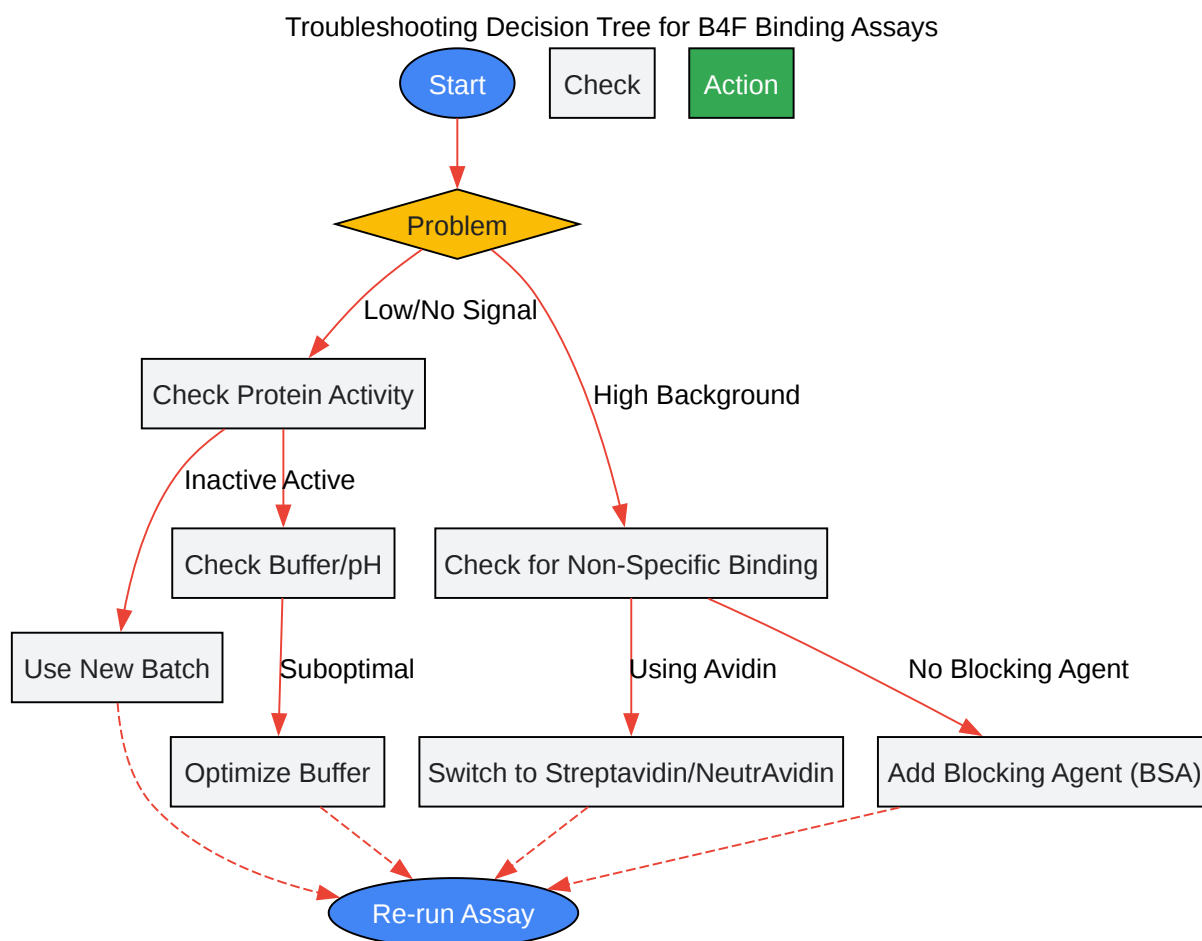 Troubleshooting Decision Tree for B4F Binding Assays
Start
Check
Action
Problem
Low/No Signal
Check Protein Activity
High Background
Inactive
Active
Check Buffer/pH
Check for Non-Specific Binding
Use New Batch
Suboptimal
Using Avidin
No Blocking Agent
Optimize Buffer
Switch to Streptavidin/NeutrAvidin
Add Blocking Agent (BSA)
Re-run Assay